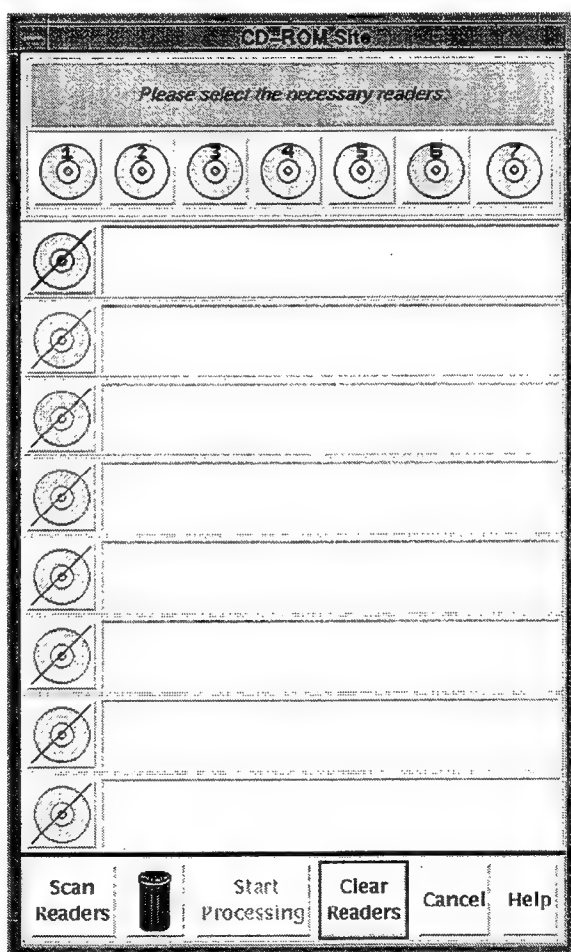 CD-ROM Site
Please select the necessary readers.
1 2 3 4 5 6 7
Scan Readers
Start Processing
Clear Readers
Cancel
Help